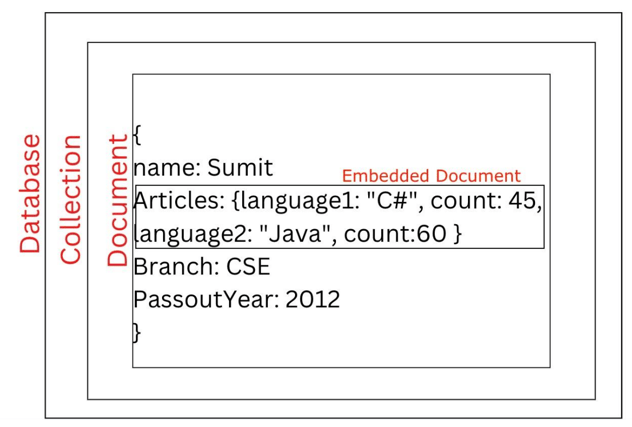 Database
Collection
Document
{
name: Sumit
Embedded Document
Articles: {language1: "C#", count: 45,
language2: "Java", count:60 }
Branch: CSE
PassoutYear: 2012
}